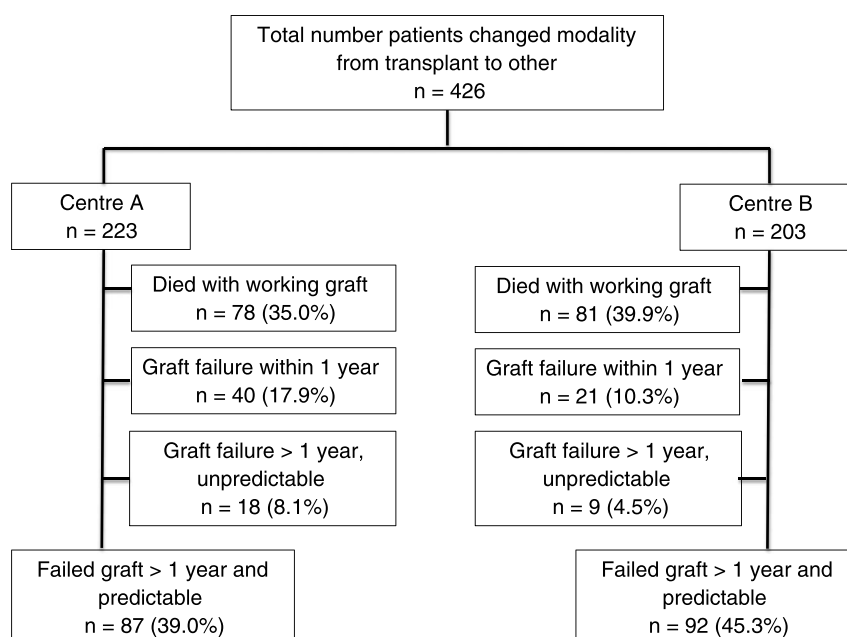 Total number patients changed modality
from transplant to other
n = 426
Centre A
n = 223
Centre B
n = 203
Died with working graft
n = 78 (35.0%)
Died with working graft
n = 81 (39.9%)
Graft failure within 1 year
n = 40 (17.9%)
Graft failure within 1 year
n = 21 (10.3%)
Graft failure > 1 year,
unpredictable
n = 18 (8.1%)
Graft failure > 1 year,
unpredictable
n = 9 (4.5%)
Failed graft > 1 year and
predictable
n = 87 (39.0%)
Failed graft > 1 year and
predictable
n = 92 (45.3%)